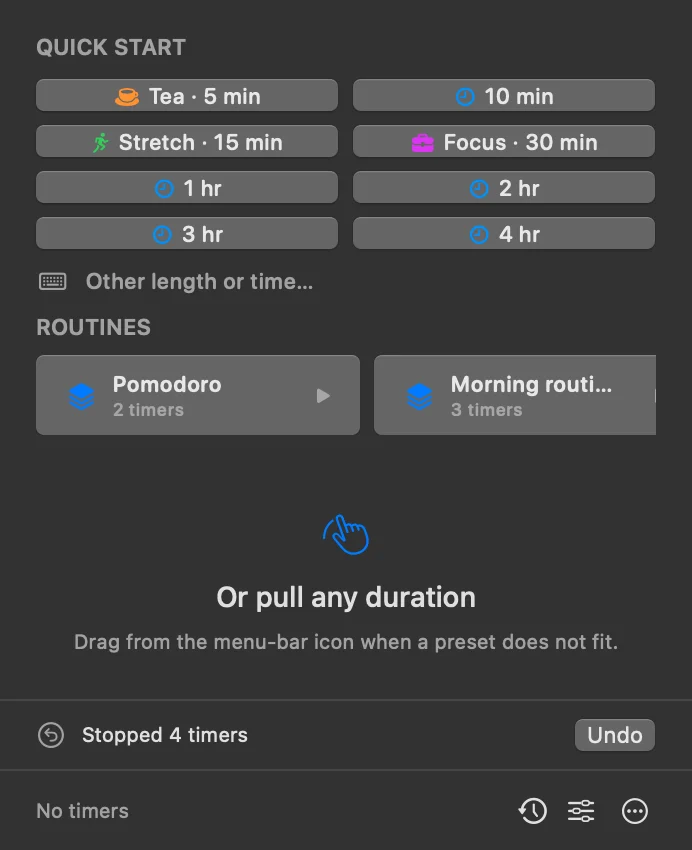 QUICK START
Tea · 5 min
10 min
Stretch · 15 min
Focus · 30 min
1 hr
2 hr
3 hr
4 hr
Other length or time...
ROUTINES
Pomodoro
2 timers
Morning routi...
3 timers
Or pull any duration
Drag from the menu-bar icon when a preset does not fit.
Stopped 4 timers
Undo
No timers